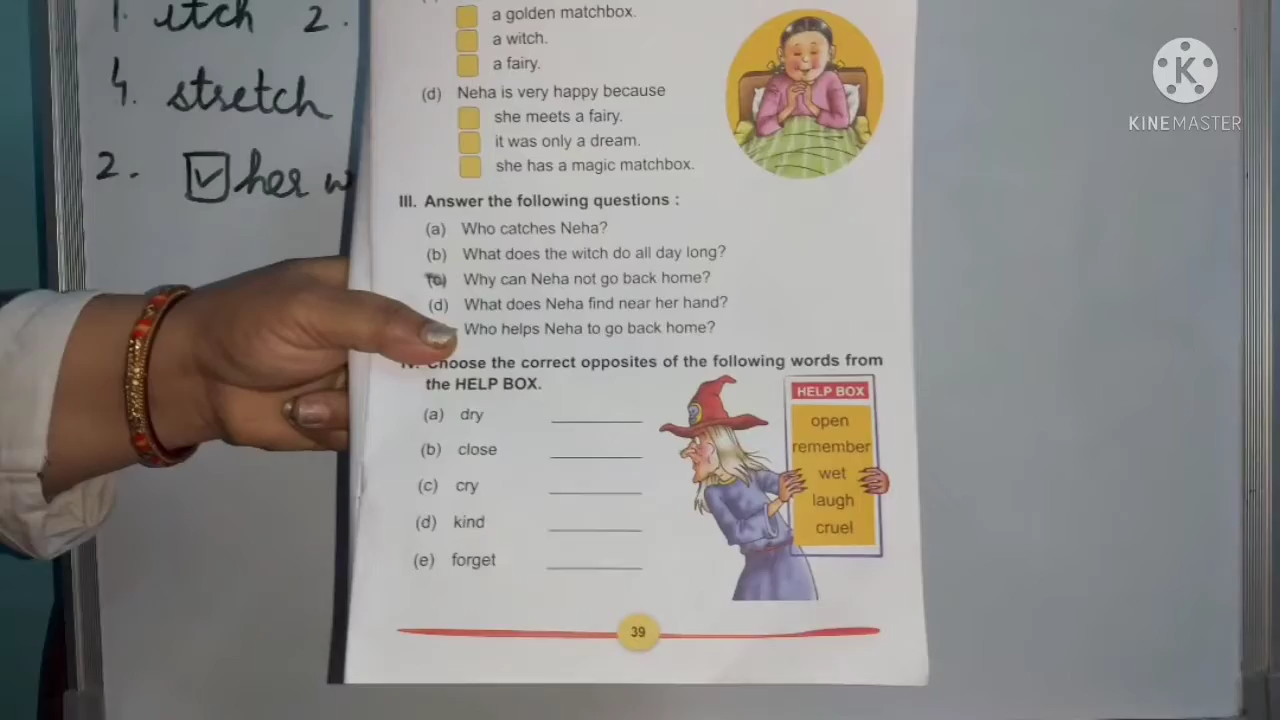 1. itch 2.
4. stretch
2. her
a golden matchbox.
a witch.
a fairy.
(d) Neha is very happy because
she meets a fairy.
it was only a dream.
she has a magic matchbox.
III. Answer the following questions :
(a) Who catches Neha?
(b) What does the witch do all day long?
(c) Why can Neha not go back home?
(d) What does Neha find near her hand?
Who helps Neha to go back home?
IV. Choose the correct opposites of the following words from
the HELP BOX.
(a) dry
(b) close
(c) cry
(d) kind
(e) forget
HELP BOX
open
remember
wet
laugh
cruel
39
K
KINEMASTER